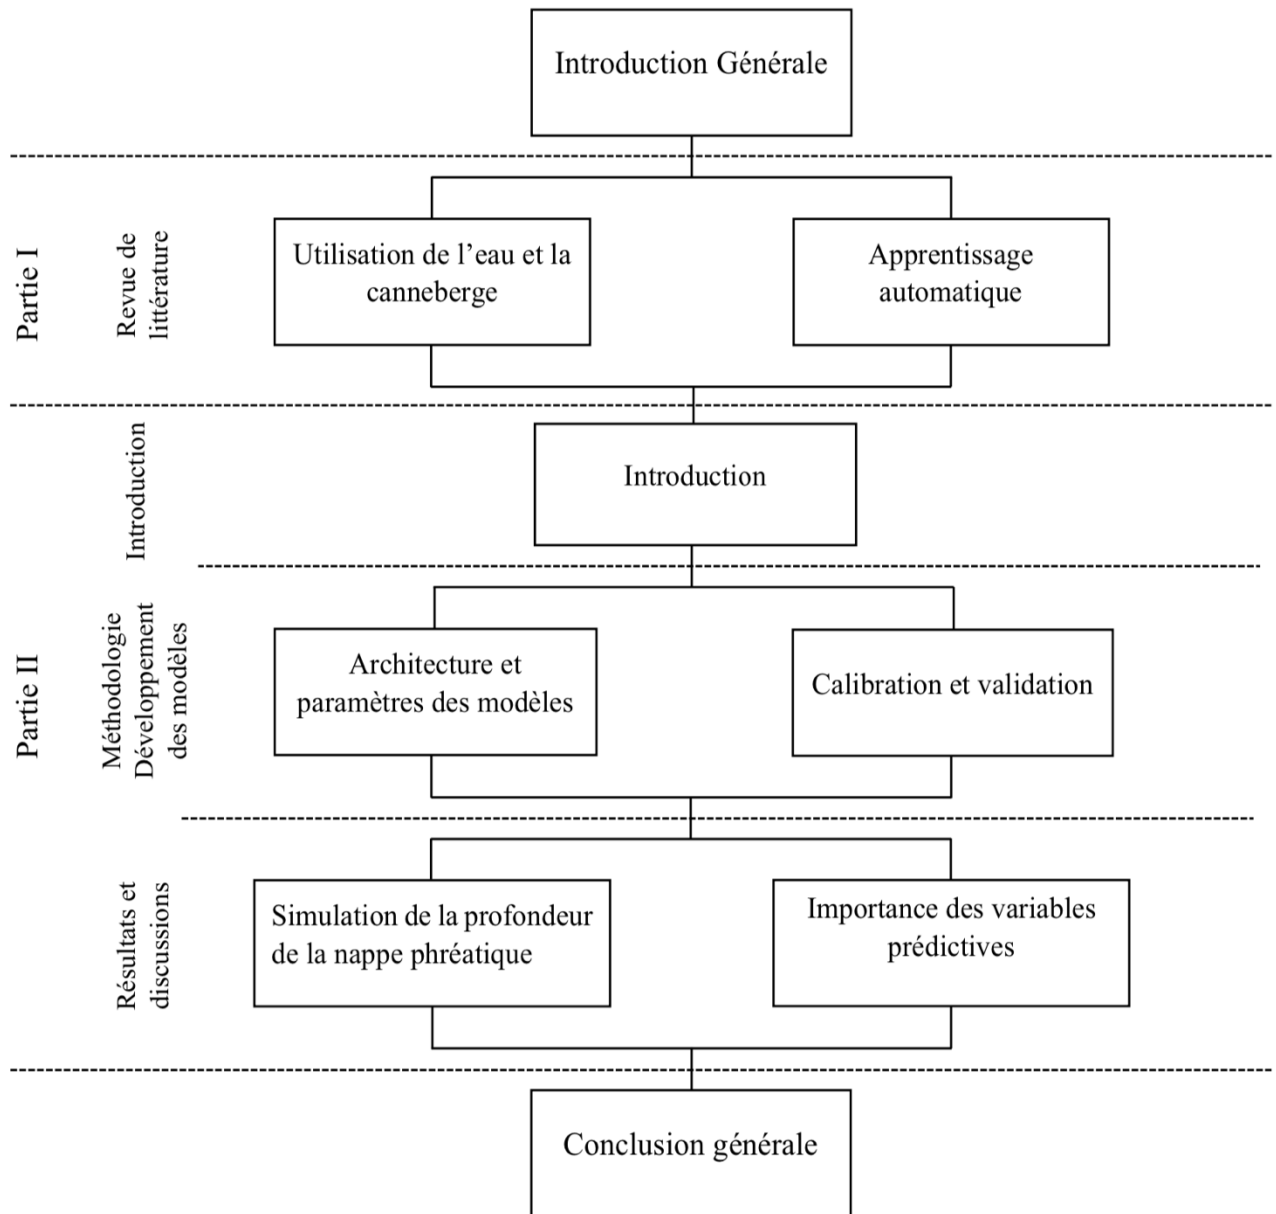 Introduction Générale
Partie I
Revue de
littérature
Utilisation de l’eau et la
canneberge
Apprentissage
automatique
Partie II
Introduction
Introduction
Méthodologie
Développement
des modèles
Architecture et
paramètres des modèles
Calibration et validation
Résultats et
discussions
Simulation de la profondeur
de la nappe phréatique
Importance des variables
prédictives
Conclusion générale